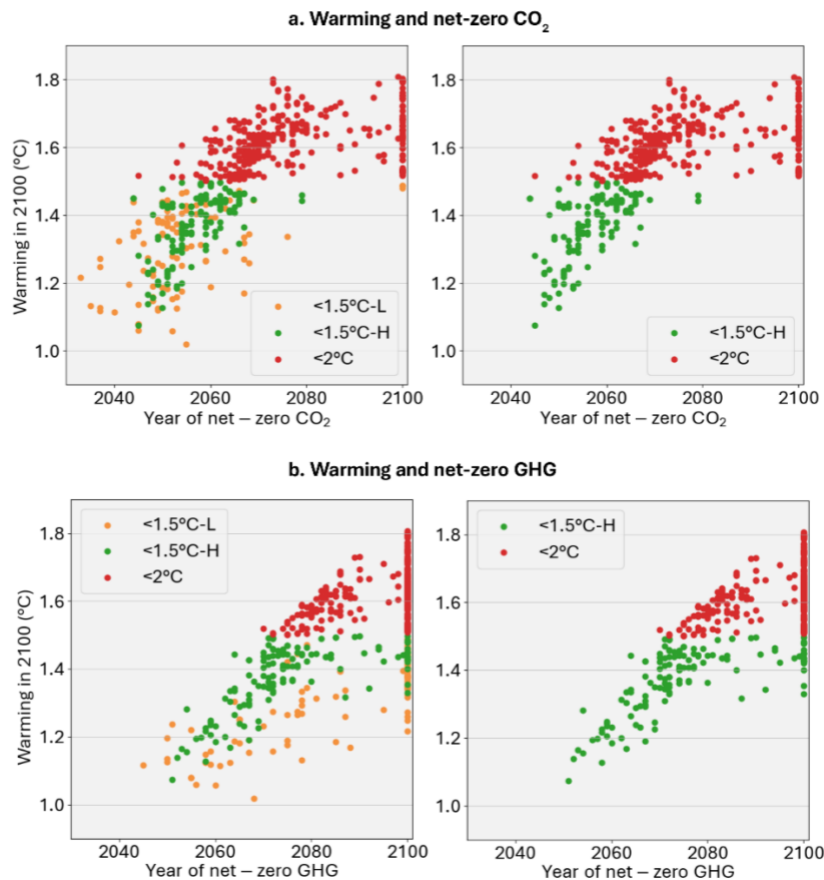 a. Warming and net-zero CO₂
Warming in 2100 (°C)
1.8
1.6
1.4
1.2
1.0
<1.5°C-L
<1.5°C-H
<2°C
2040 2060 2080 2100
Year of net – zero CO₂
1.8
1.6
1.4
1.2
1.0
<1.5°C-H
<2°C
2040 2060 2080 2100
Year of net – zero CO₂
b. Warming and net-zero GHG
Warming in 2100 (°C)
<1.5°C-L
<1.5°C-H
<2°C
1.8
1.6
1.4
1.2
1.0
2040 2060 2080 2100
Year of net – zero GHG
<1.5°C-H
<2°C
1.8
1.6
1.4
1.2
1.0
2040 2060 2080 2100
Year of net – zero GHG